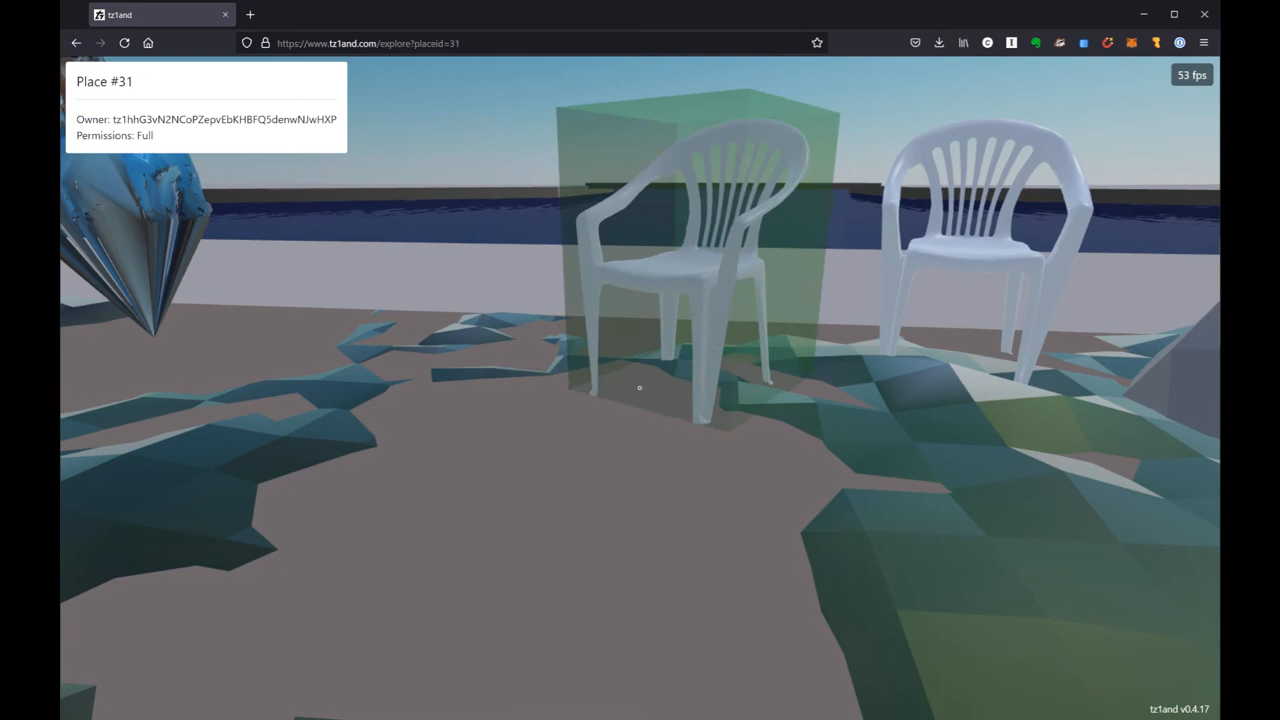 tz1and
https://www.tz1and.com/explore?placeid=31
Place #31
53 fps
Owner: tz1hhG3vN2NCoPZepvEbKHBFQ5denwNJwHXP
Permissions: Full
tz1and v0.4.17